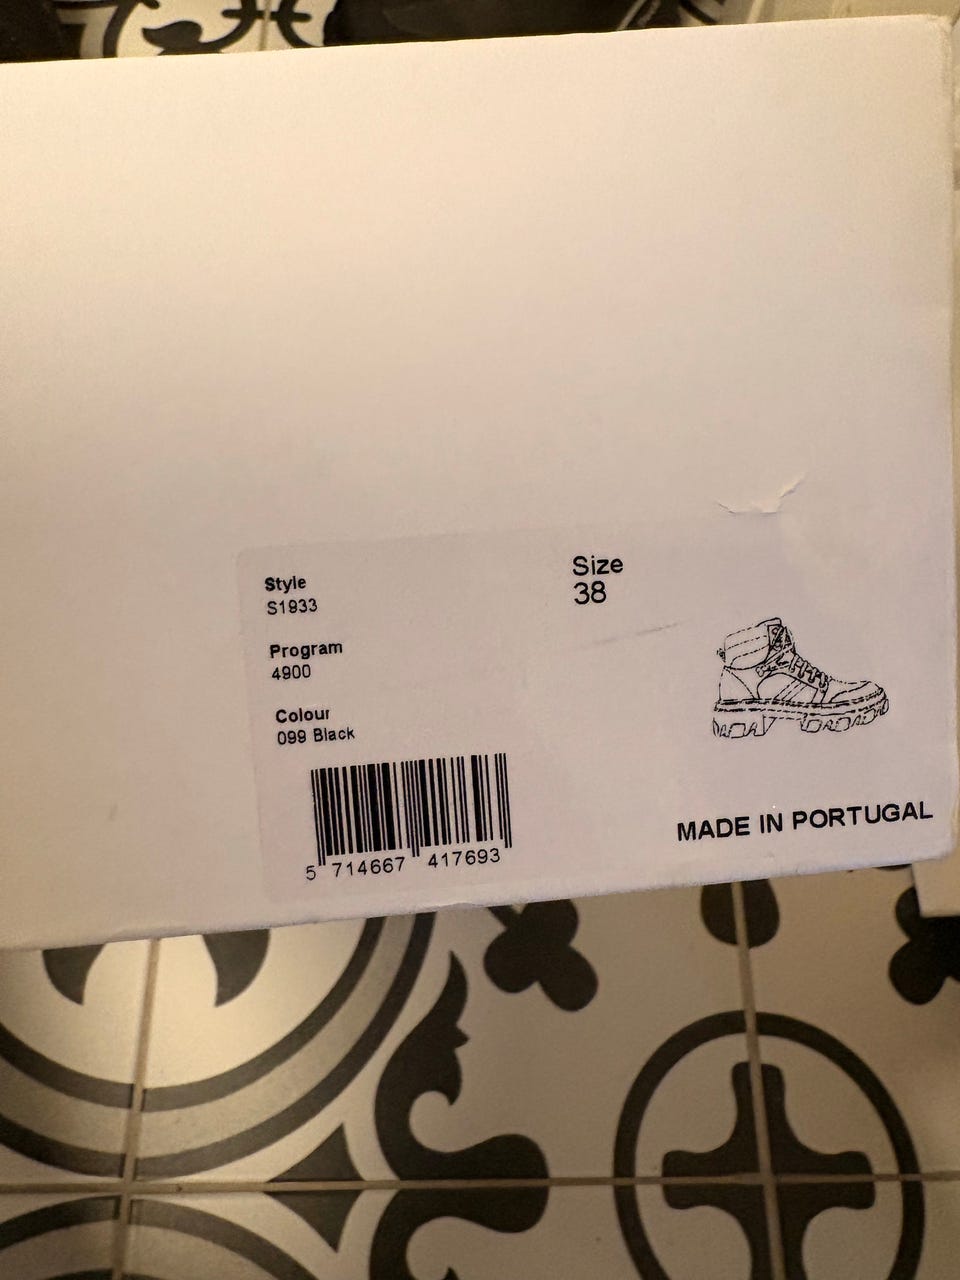 Style
S1933
Program
4900
Colour
099 Black
5 714667 417693
Size
38
MADE IN PORTUGAL